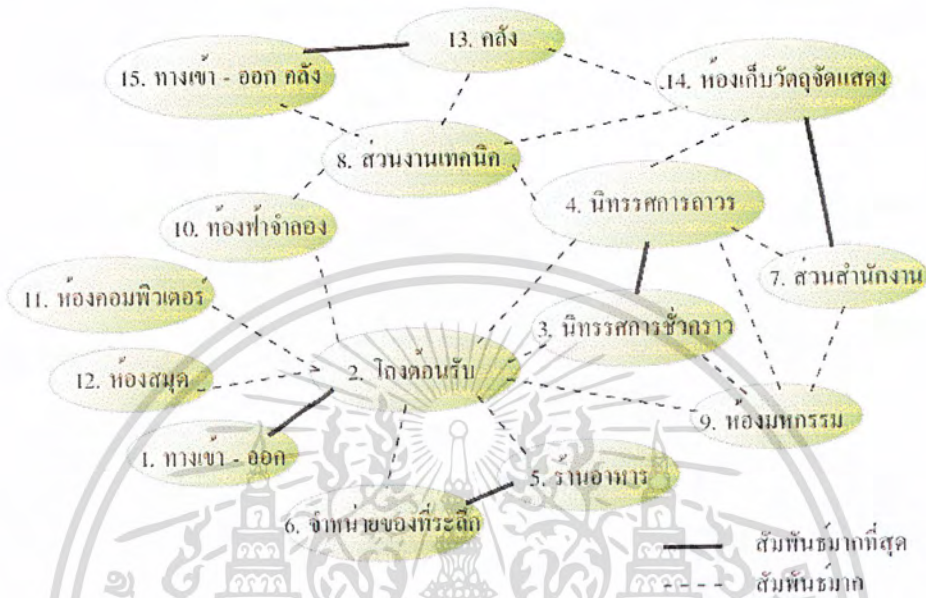 13. คลัง
15. ทางเข้า - ออก คลัง
14. ห้องเก็บวัตถุจัดแสดง
8. ส่วนงานเทคนิค
4. นิทรรศการถาวร
10. ท้องฟ้าจำลอง
7. ส่วนสำนักงาน
11. ห้องคอมพิวเตอร์
3. นิทรรศการชั่วคราว
2. โถงต้อนรับ
12. ห้องสมุด
9. ห้องมหกรรม
1. ทางเข้า - ออก
5. ร้านอาหาร
6. จำหน่ายของที่ระลึก
สัมพันธ์มากที่สุด
สัมพันธ์มาก